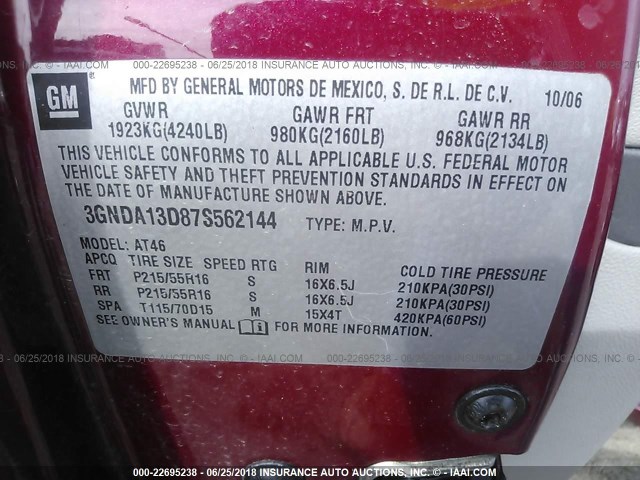 000-22695238 - 06/25/2018 - INSURANCE AUTO AUCTIONS, INC. - IAAI.COM
GM
®
MFD BY GENERAL MOTORS DE MEXICO, S. DE R.L. DE C.V. 10/06
GVWR GAWR FRT GAWR RR
1923KG(4240LB) 980KG(2160LB) 968KG(2134LB)
THIS VEHICLE CONFORMS TO ALL APPLICABLE U.S. FEDERAL MOTOR
VEHICLE SAFETY AND THEFT PREVENTION STANDARDS IN EFFECT ON
THE DATE OF MANUFACTURE SHOWN ABOVE.
3GNDA13D87S562144 TYPE: M.P.V.
MODEL: AT46
APCQ TIRE SIZE SPEED RTG RIM COLD TIRE PRESSURE
FRT P215/55R16 S 16X6.5J 210KPA(30PSI)
RR P215/55R16 S 16X6.5J 210KPA(30PSI)
SPA T115/70D15 M 15X4T 420KPA(60PSI)
SEE OWNER'S MANUAL FOR MORE INFORMATION.
000-22695238 - 06/25/2018 - INSURANCE AUTO AUCTIONS, INC. - IAAI.COM